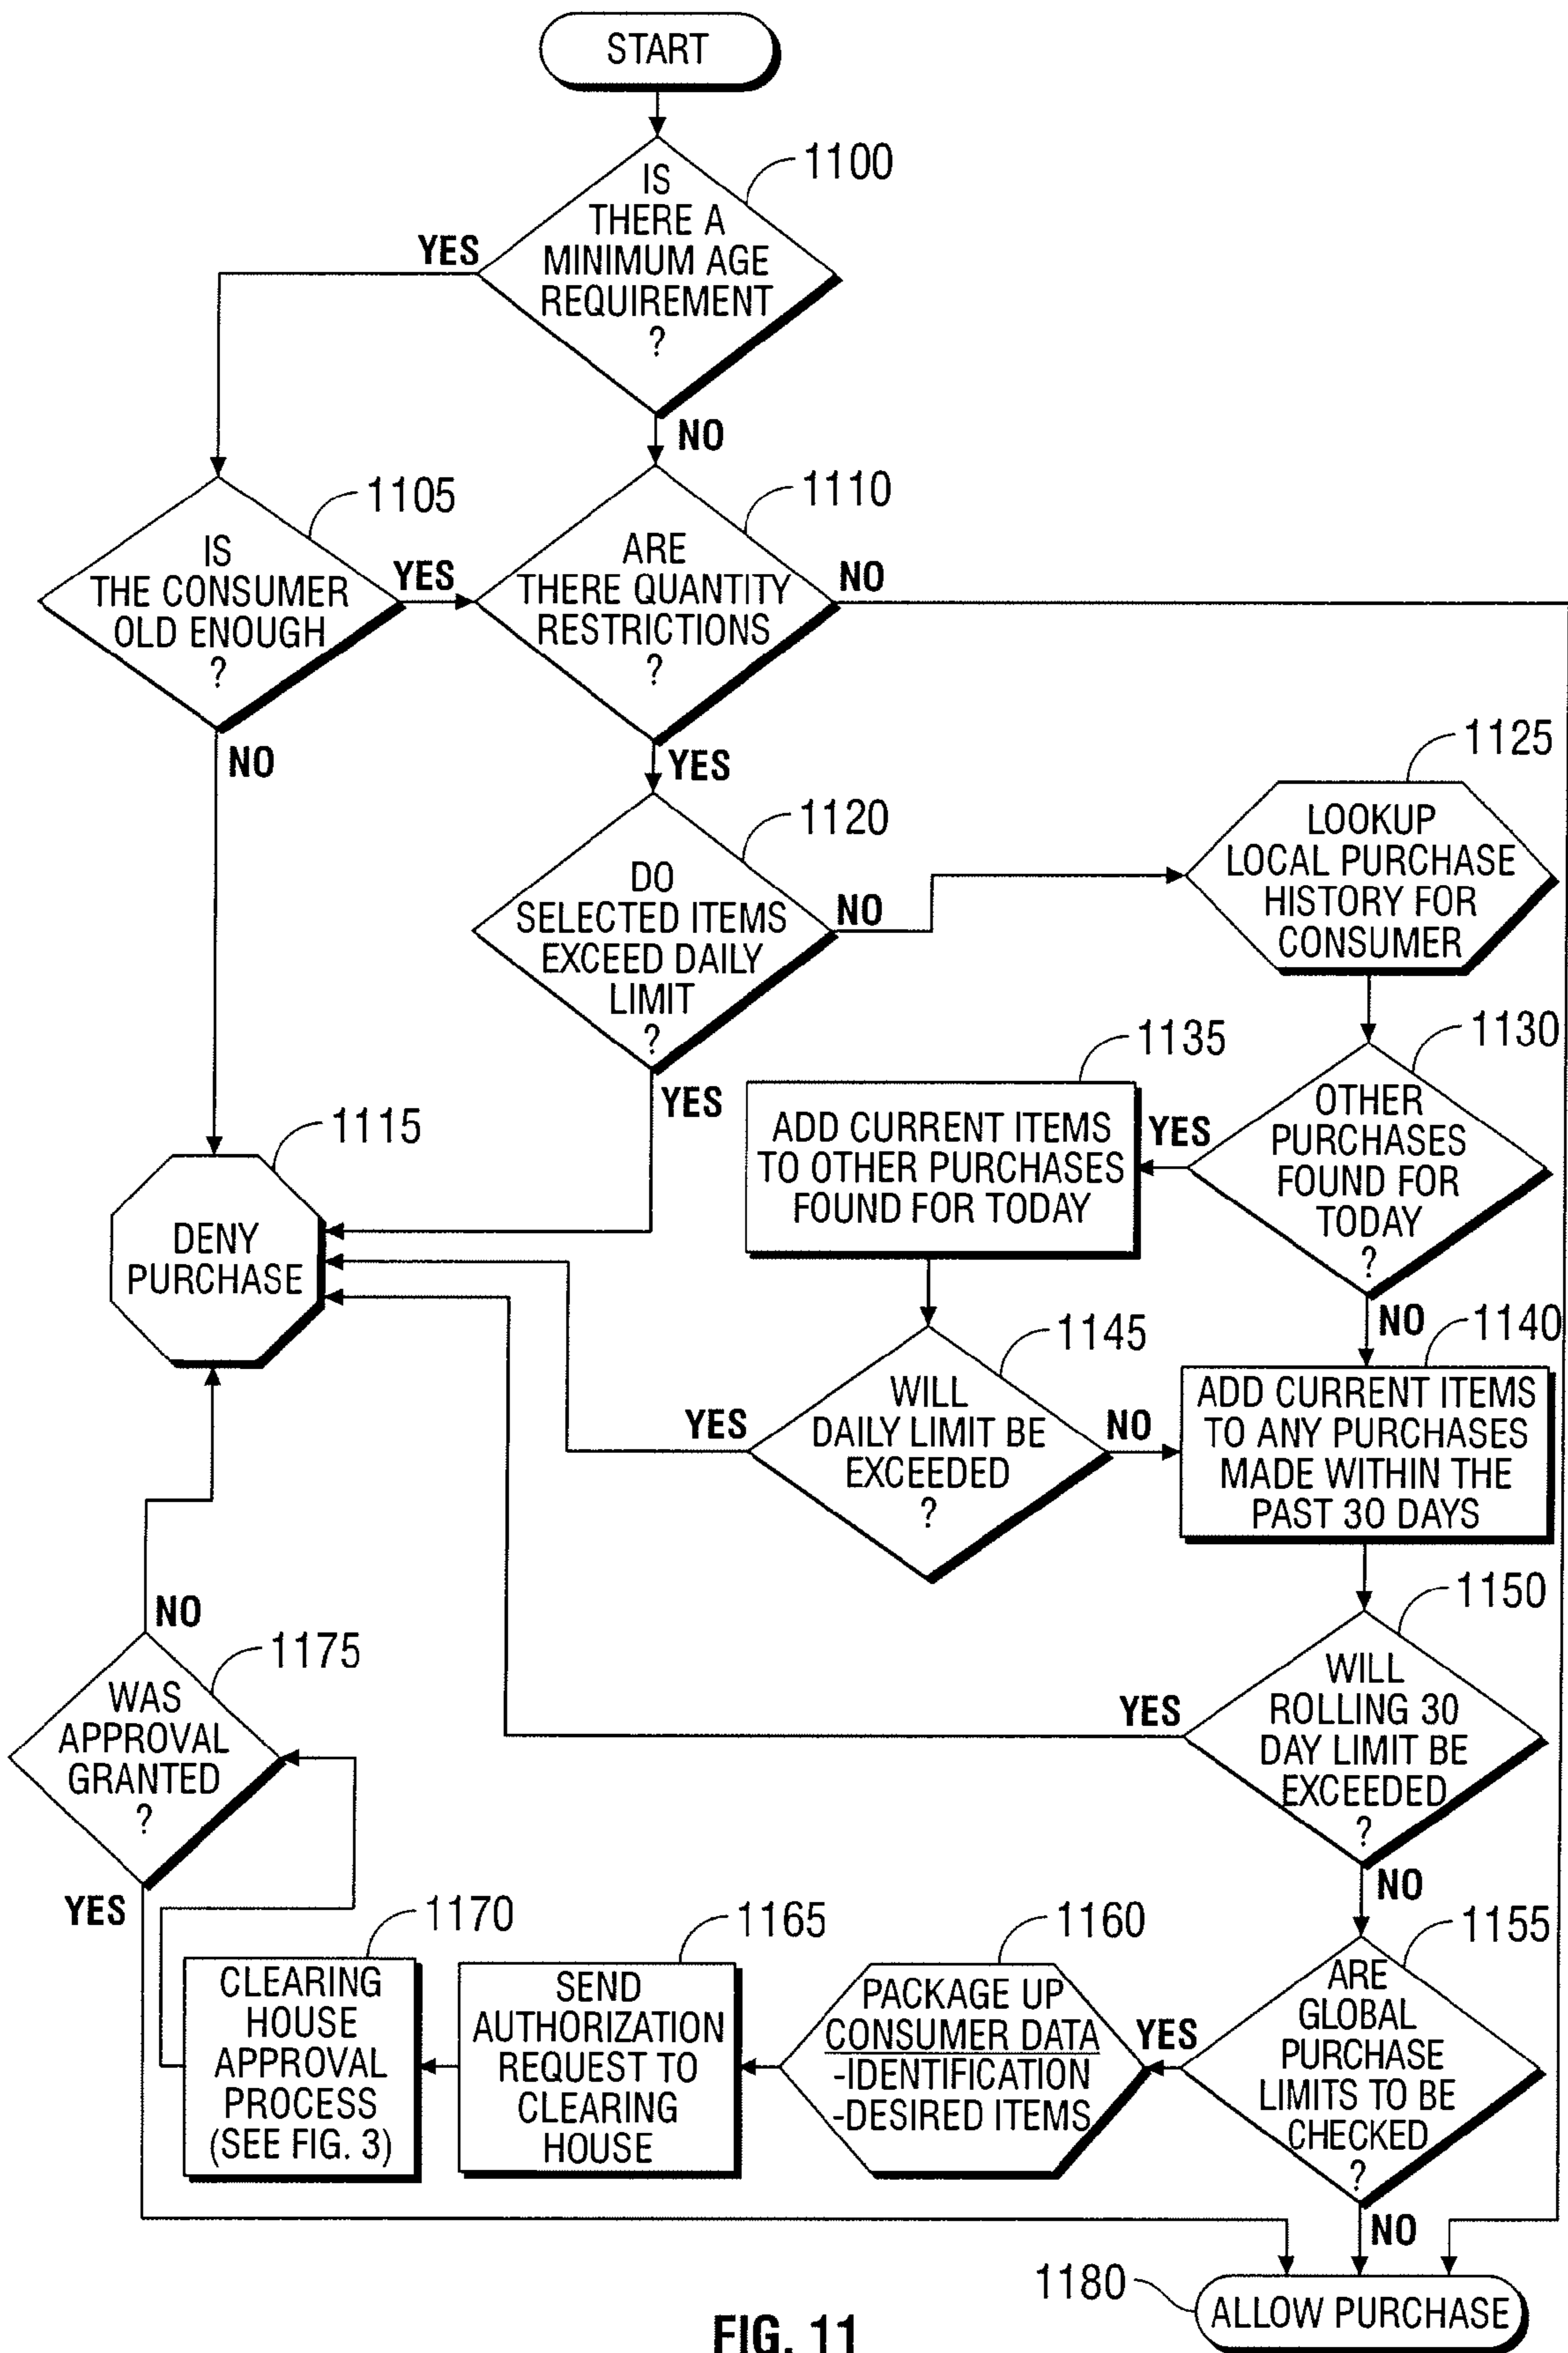 START
1100
IS
THERE A
MINIMUM AGE
REQUIREMENT
?
YES
NO
1105
IS
THE CONSUMER
OLD ENOUGH
?
YES
NO
1110
ARE
THERE QUANTITY
RESTRICTIONS
?
NO
YES
1120
DO
SELECTED ITEMS
EXCEED DAILY
LIMIT
?
NO
YES
1125
LOOKUP
LOCAL PURCHASE
HISTORY FOR
CONSUMER
1130
OTHER
PURCHASES
FOUND FOR
TODAY
?
YES
NO
1135
ADD CURRENT ITEMS
TO OTHER PURCHASES
FOUND FOR TODAY
1115
DENY
PURCHASE
1145
WILL
DAILY LIMIT BE
EXCEEDED
?
YES
NO
1140
ADD CURRENT ITEMS
TO ANY PURCHASES
MADE WITHIN THE
PAST 30 DAYS
1150
WILL
ROLLING 30
DAY LIMIT BE
EXCEEDED
?
YES
NO
1175
WAS
APPROVAL
GRANTED
?
NO
YES
1170
CLEARING
HOUSE
APPROVAL
PROCESS
(SEE FIG. 3)
1165
SEND
AUTHORIZATION
REQUEST TO
CLEARING
HOUSE
1160
PACKAGE UP
CONSUMER DATA
-IDENTIFICATION
-DESIRED ITEMS
1155
ARE
GLOBAL
PURCHASE
LIMITS TO BE
CHECKED
?
YES
NO
1180
ALLOW PURCHASE
FIG. 11